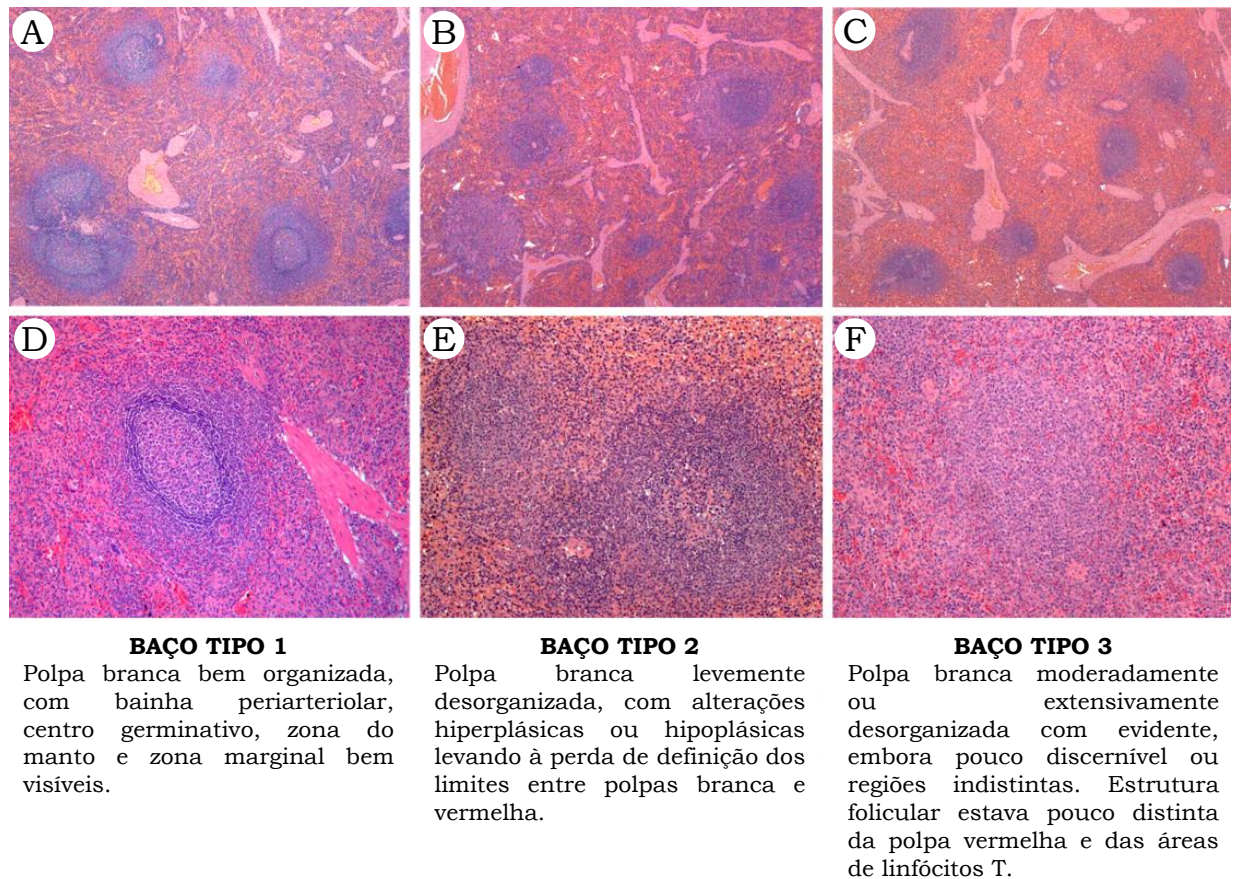 A
B
C
D
E
F
BAÇO TIPO 1
Polpa branca bem organizada,
com bainha periarteriolar,
centro germinativo, zona do
manto e zona marginal bem
visíveis.
BAÇO TIPO 2
Polpa branca levemente
desorganizada, com alterações
hiperplásicas ou hipoplásicas
levando à perda de definição dos
limites entre polpas branca e
vermelha.
BAÇO TIPO 3
Polpa branca moderadamente
ou extensivamente
desorganizada com evidente,
embora pouco discernível ou
regiões indistintas. Estrutura
folicular estava pouco distinta
da polpa vermelha e das áreas
de linfócitos T.